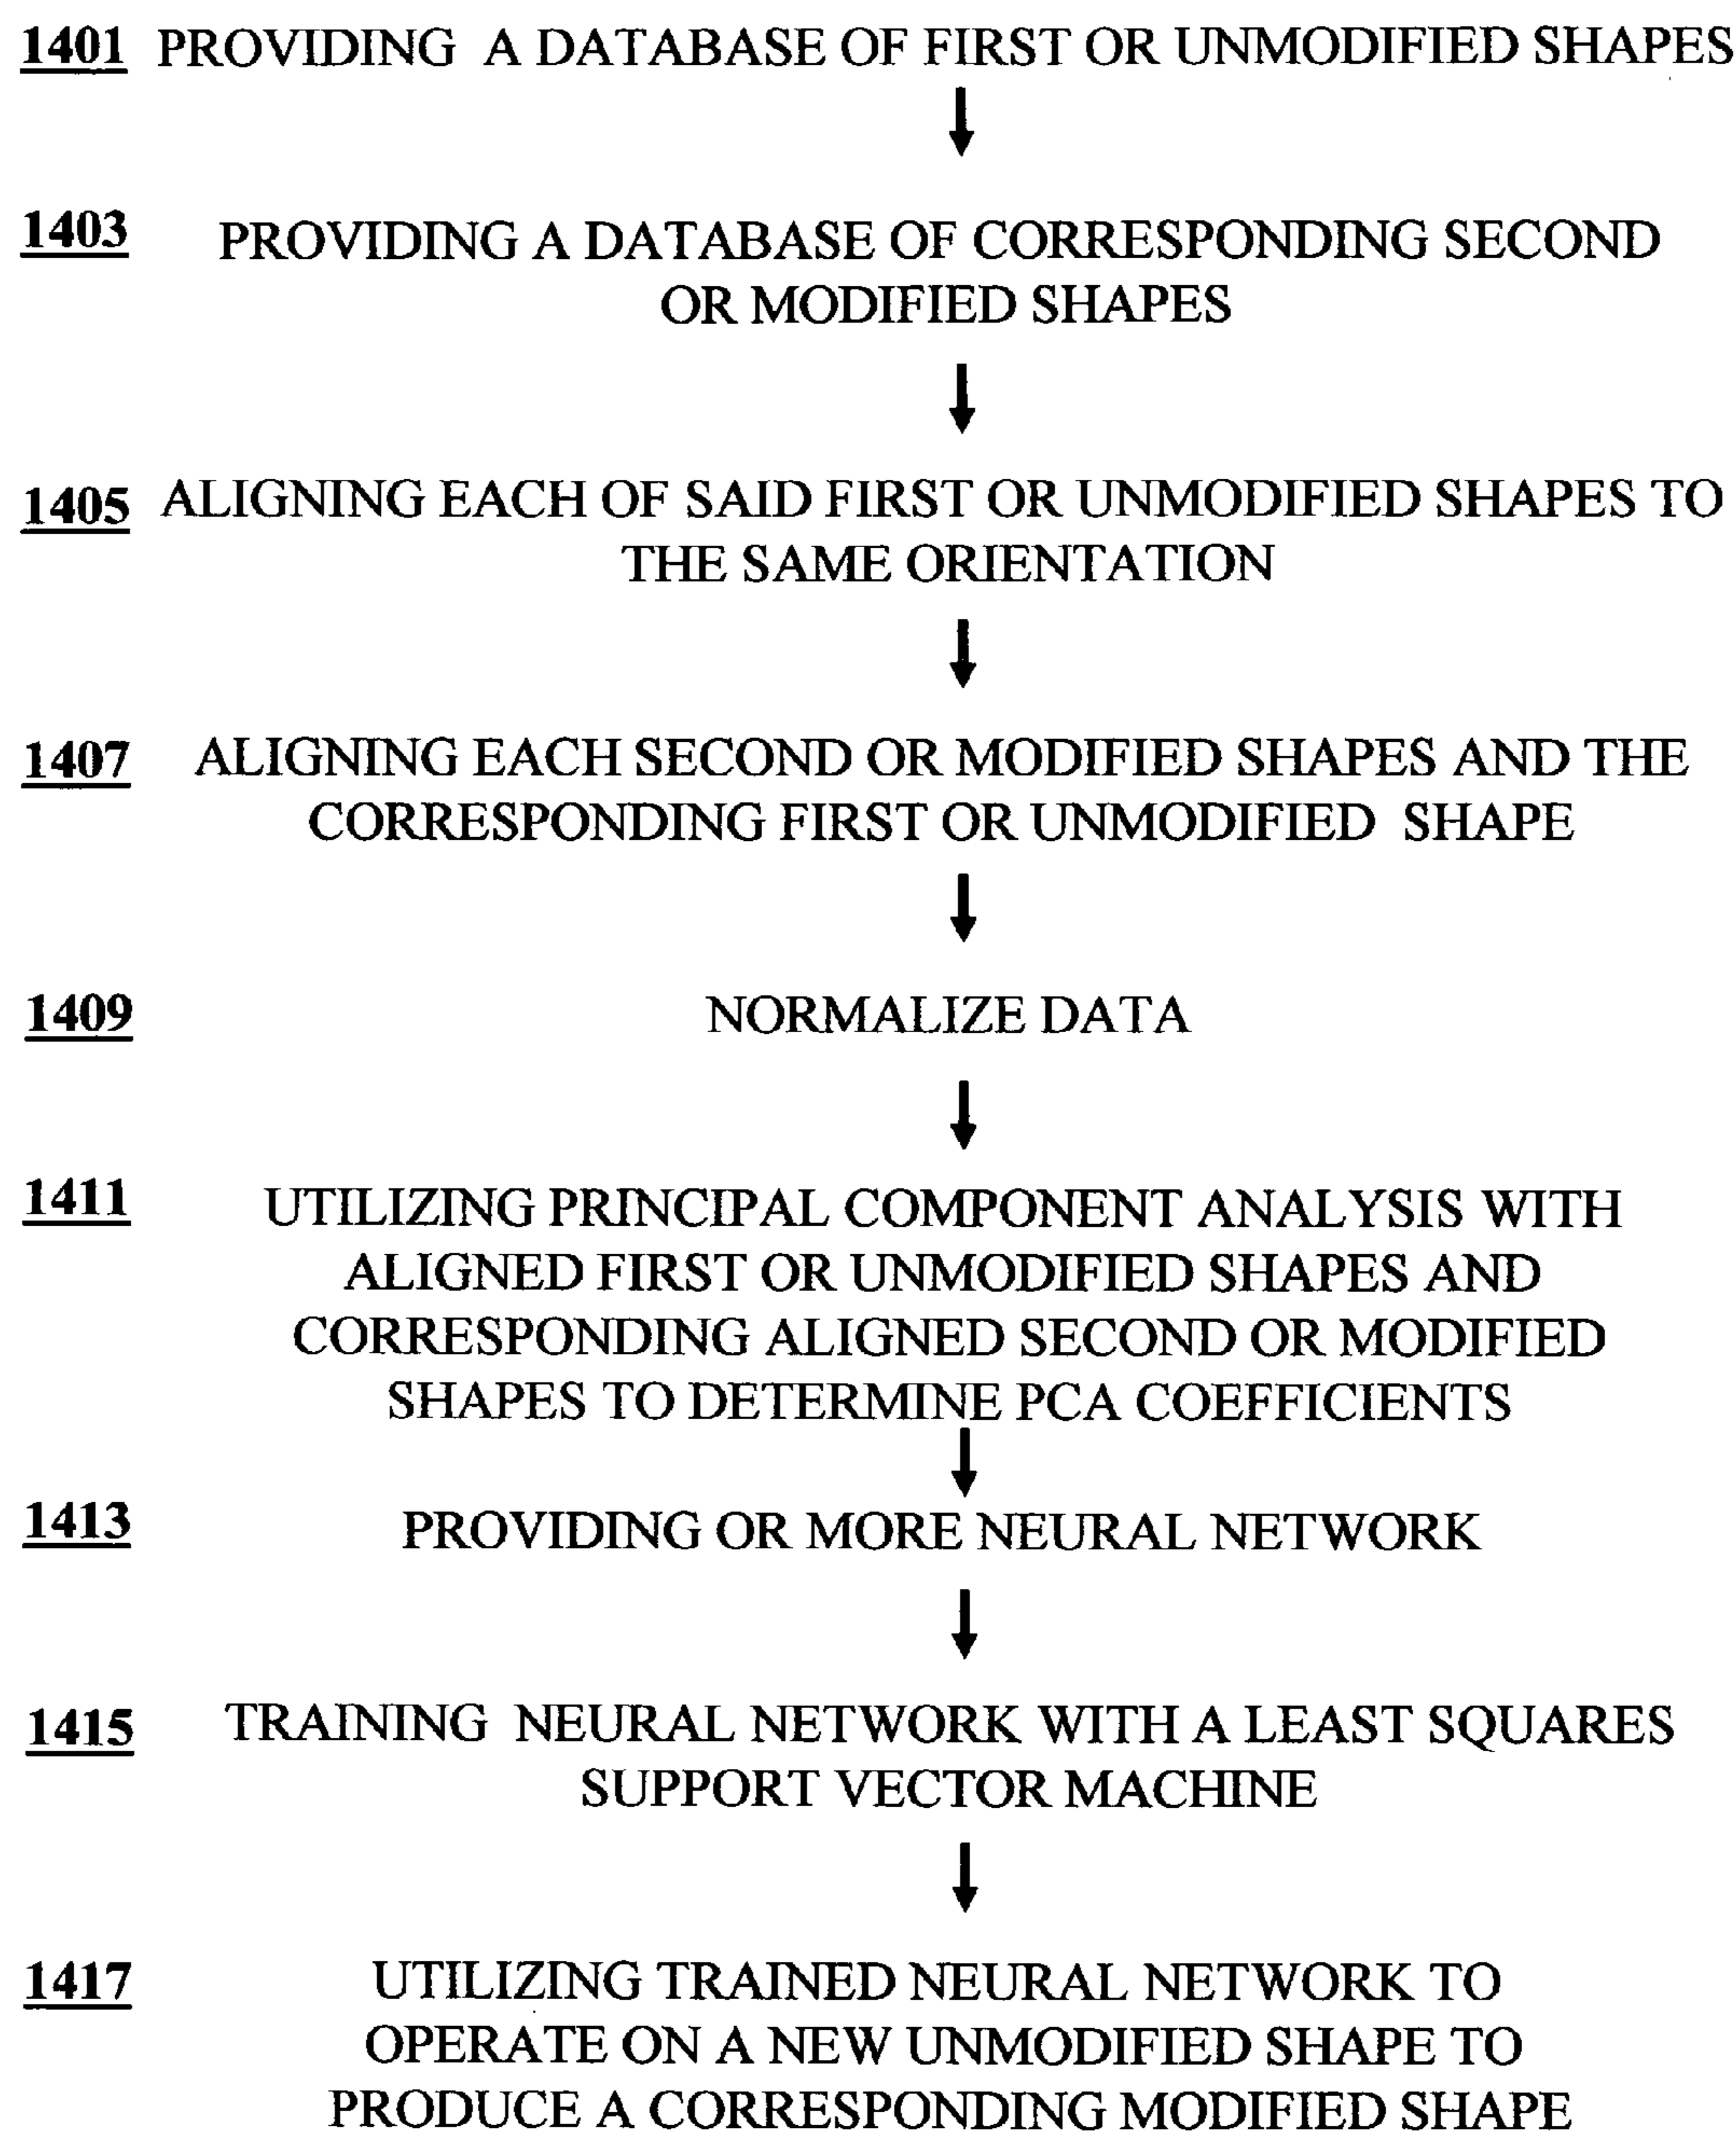 1401 PROVIDING A DATABASE OF FIRST OR UNMODIFIED SHAPES
1403 PROVIDING A DATABASE OF CORRESPONDING SECOND
OR MODIFIED SHAPES
1405 ALIGNING EACH OF SAID FIRST OR UNMODIFIED SHAPES TO
THE SAME ORIENTATION
1407 ALIGNING EACH SECOND OR MODIFIED SHAPES AND THE
CORRESPONDING FIRST OR UNMODIFIED SHAPE
1409 NORMALIZE DATA
1411 UTILIZING PRINCIPAL COMPONENT ANALYSIS WITH
ALIGNED FIRST OR UNMODIFIED SHAPES AND
CORRESPONDING ALIGNED SECOND OR MODIFIED
SHAPES TO DETERMINE PCA COEFFICIENTS
1413 PROVIDING OR MORE NEURAL NETWORK
1415 TRAINING NEURAL NETWORK WITH A LEAST SQUARES
SUPPORT VECTOR MACHINE
1417 UTILIZING TRAINED NEURAL NETWORK TO
OPERATE ON A NEW UNMODIFIED SHAPE TO
PRODUCE A CORRESPONDING MODIFIED SHAPE